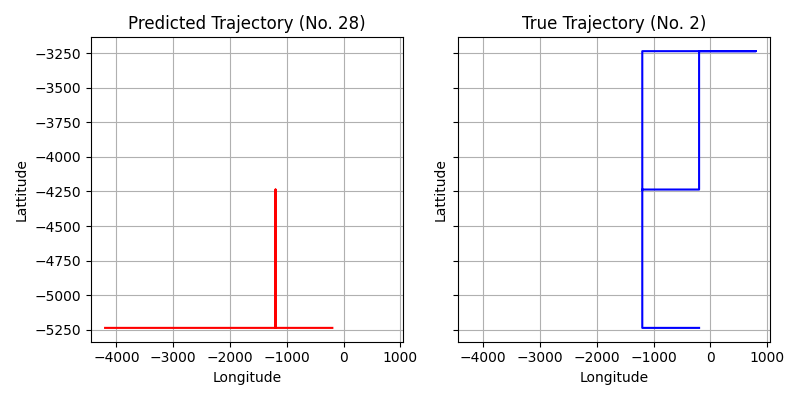 Predicted Trajectory (No. 28)
True Trajectory (No. 2)
Lattitude
−3250
−3500
−3750
−4000
−4250
−4500
−4750
−5000
−5250
−4000 −3000 −2000 −1000 0 1000
Longitude
Lattitude
−4000 −3000 −2000 −1000 0 1000
Longitude